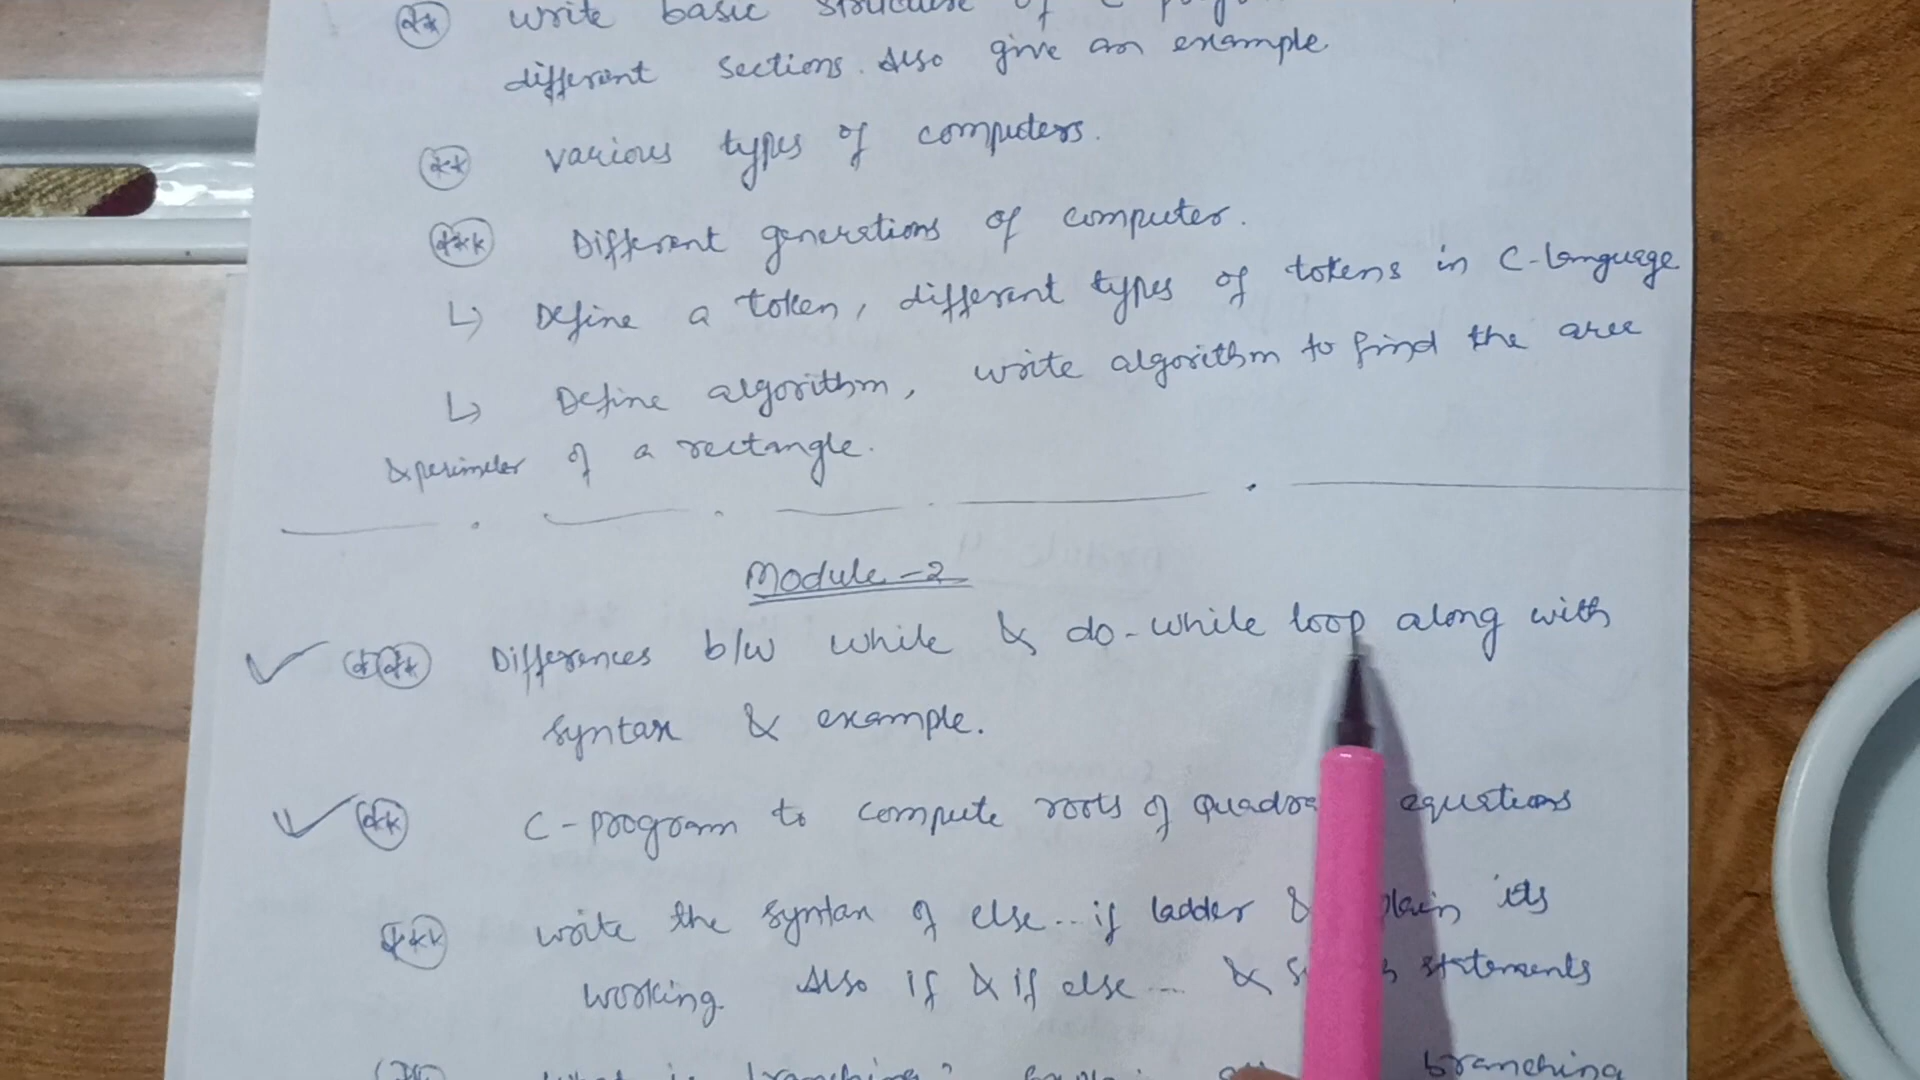 ** Write basic structure of C
different sections. Also give an example.
** various types of computers.
*** Different generations of computer.
↳ Define a token, different types of tokens in C-language
↳ Define algorithm, write algorithm to find the area
& perimeter of a rectangle.
Module-2
✓ *** Differences b/w while & do-while loop along with
syntax & example.
✓ ** C-program to compute roots of equations
*** write the syntax of else...if ladder & its
working. Also if & if else... & statements
branching